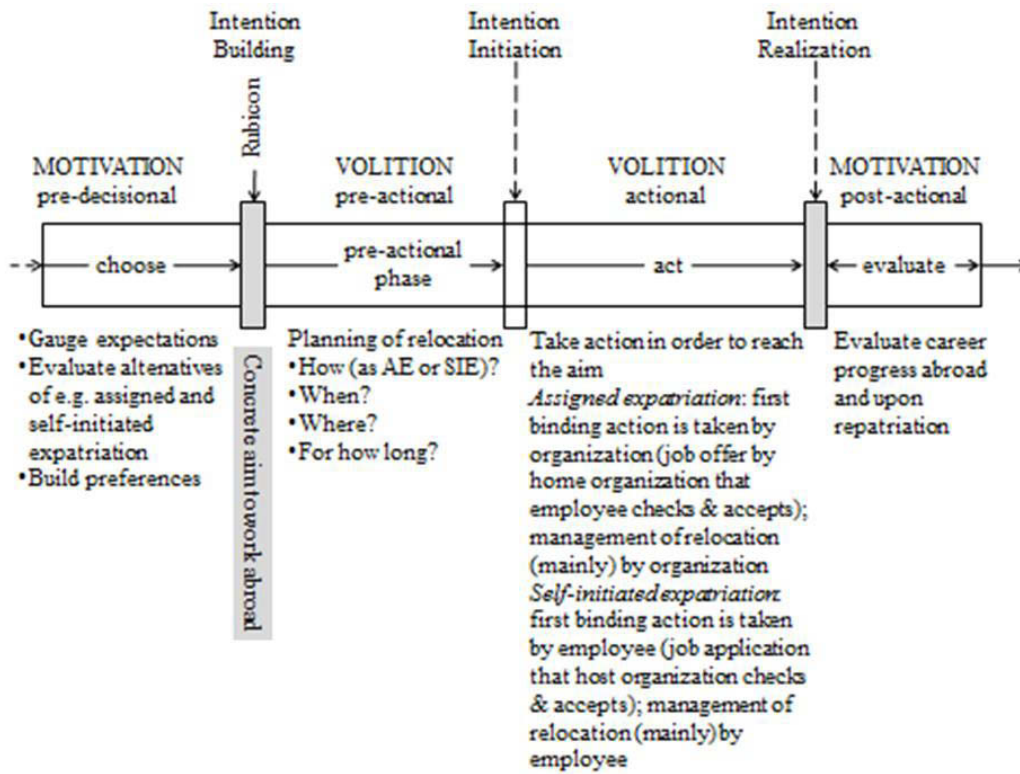 Intention
Building
Intention
Initiation
Intention
Realization
Rubicon
MOTIVATION
pre-decisional
VOLITION
pre-actional
VOLITION
actional
MOTIVATION
post-actional
choose
pre-actional
phase
act
evaluate
•Gauge expectations
•Evaluate altenatives
of e.g. assigned and
self-initiated
expatriation
•Build preferences
Concrete aim to work abroad
Planning of relocation
•How (as AE or SIE)?
•When?
•Where?
•For how long?
Take action in order to reach
the aim
Assigned expatriation: first
binding action is taken by
organization (job offer by
home organization that
employee checks & accepts);
management of relocation
(mainly) by organization
Self-initiated expatriation:
first binding action is taken
by employee (job application
that host organization checks
& accepts); management of
relocation (mainly) by
employee
Evaluate career
progress abroad
and upon
repatriation